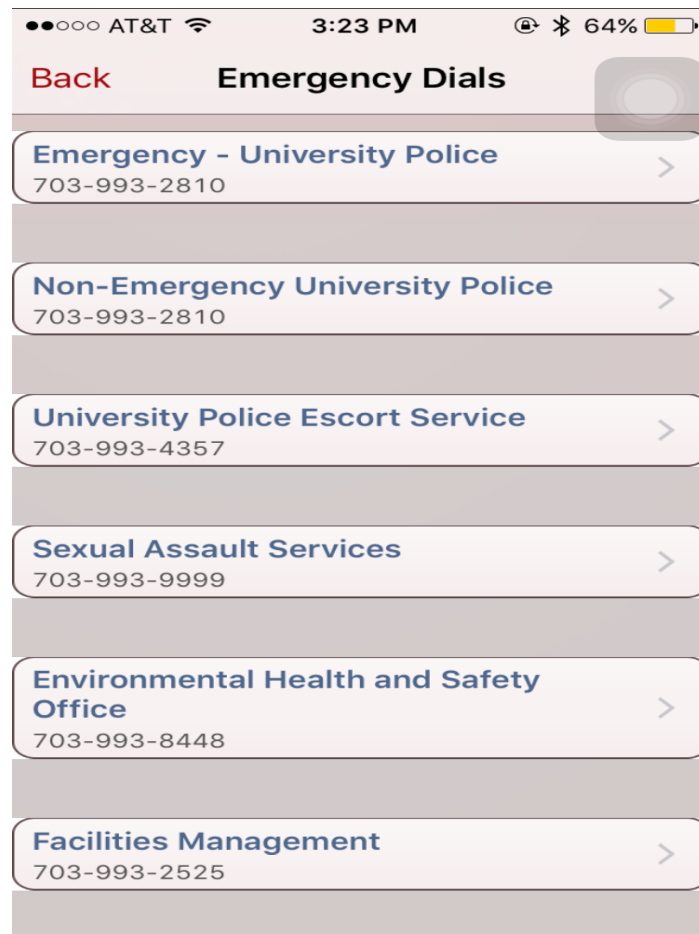 AT&T 3:23 PM 64%
Back Emergency Dials
Emergency - University Police
703-993-2810
Non-Emergency University Police
703-993-2810
University Police Escort Service
703-993-4357
Sexual Assault Services
703-993-9999
Environmental Health and Safety
Office
703-993-8448
Facilities Management
703-993-2525